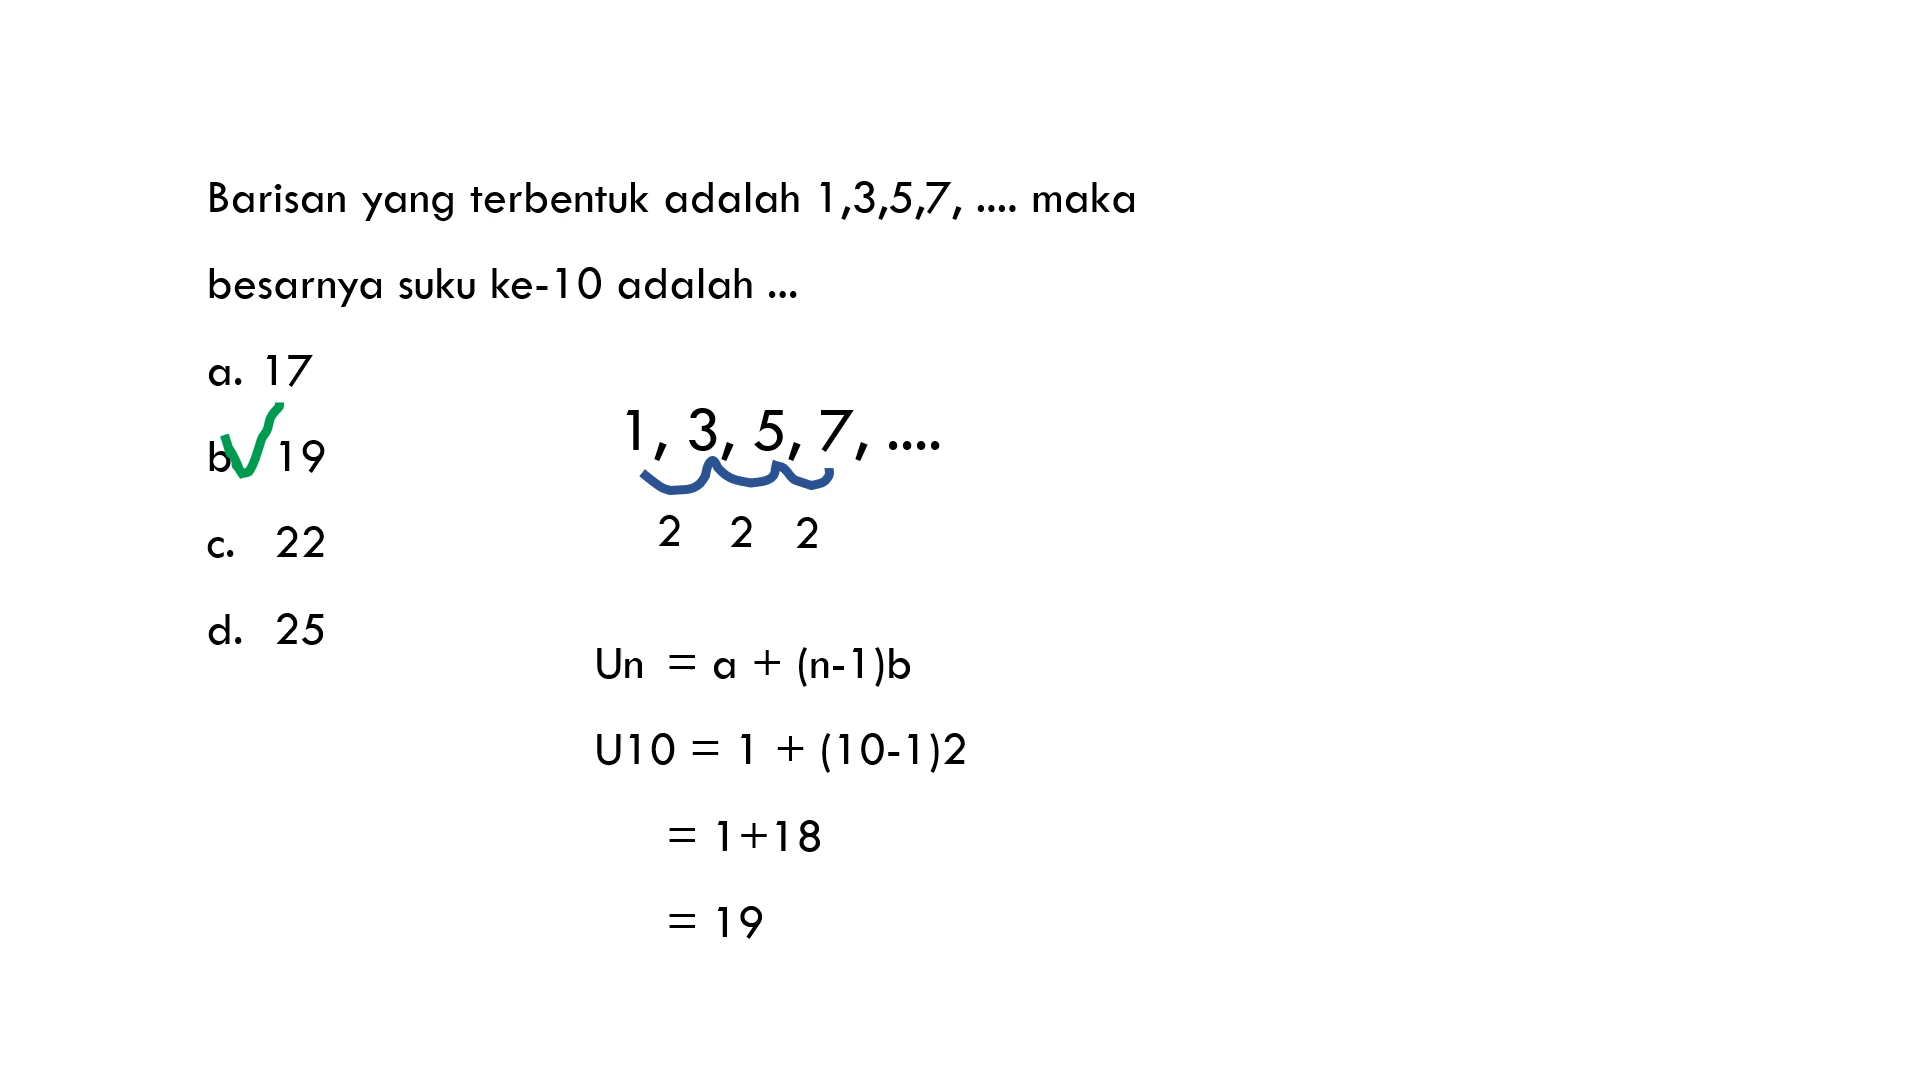 Barisan yang terbentuk adalah 1,3,5,7, .... maka
besarnya suku ke-10 adalah ...
a. 17
b 19
c. 22
d. 25
1, 3, 5, 7, ....
2 2 2
Un = a + (n-1)b
U10 = 1 + (10-1)2
= 1+18
= 19